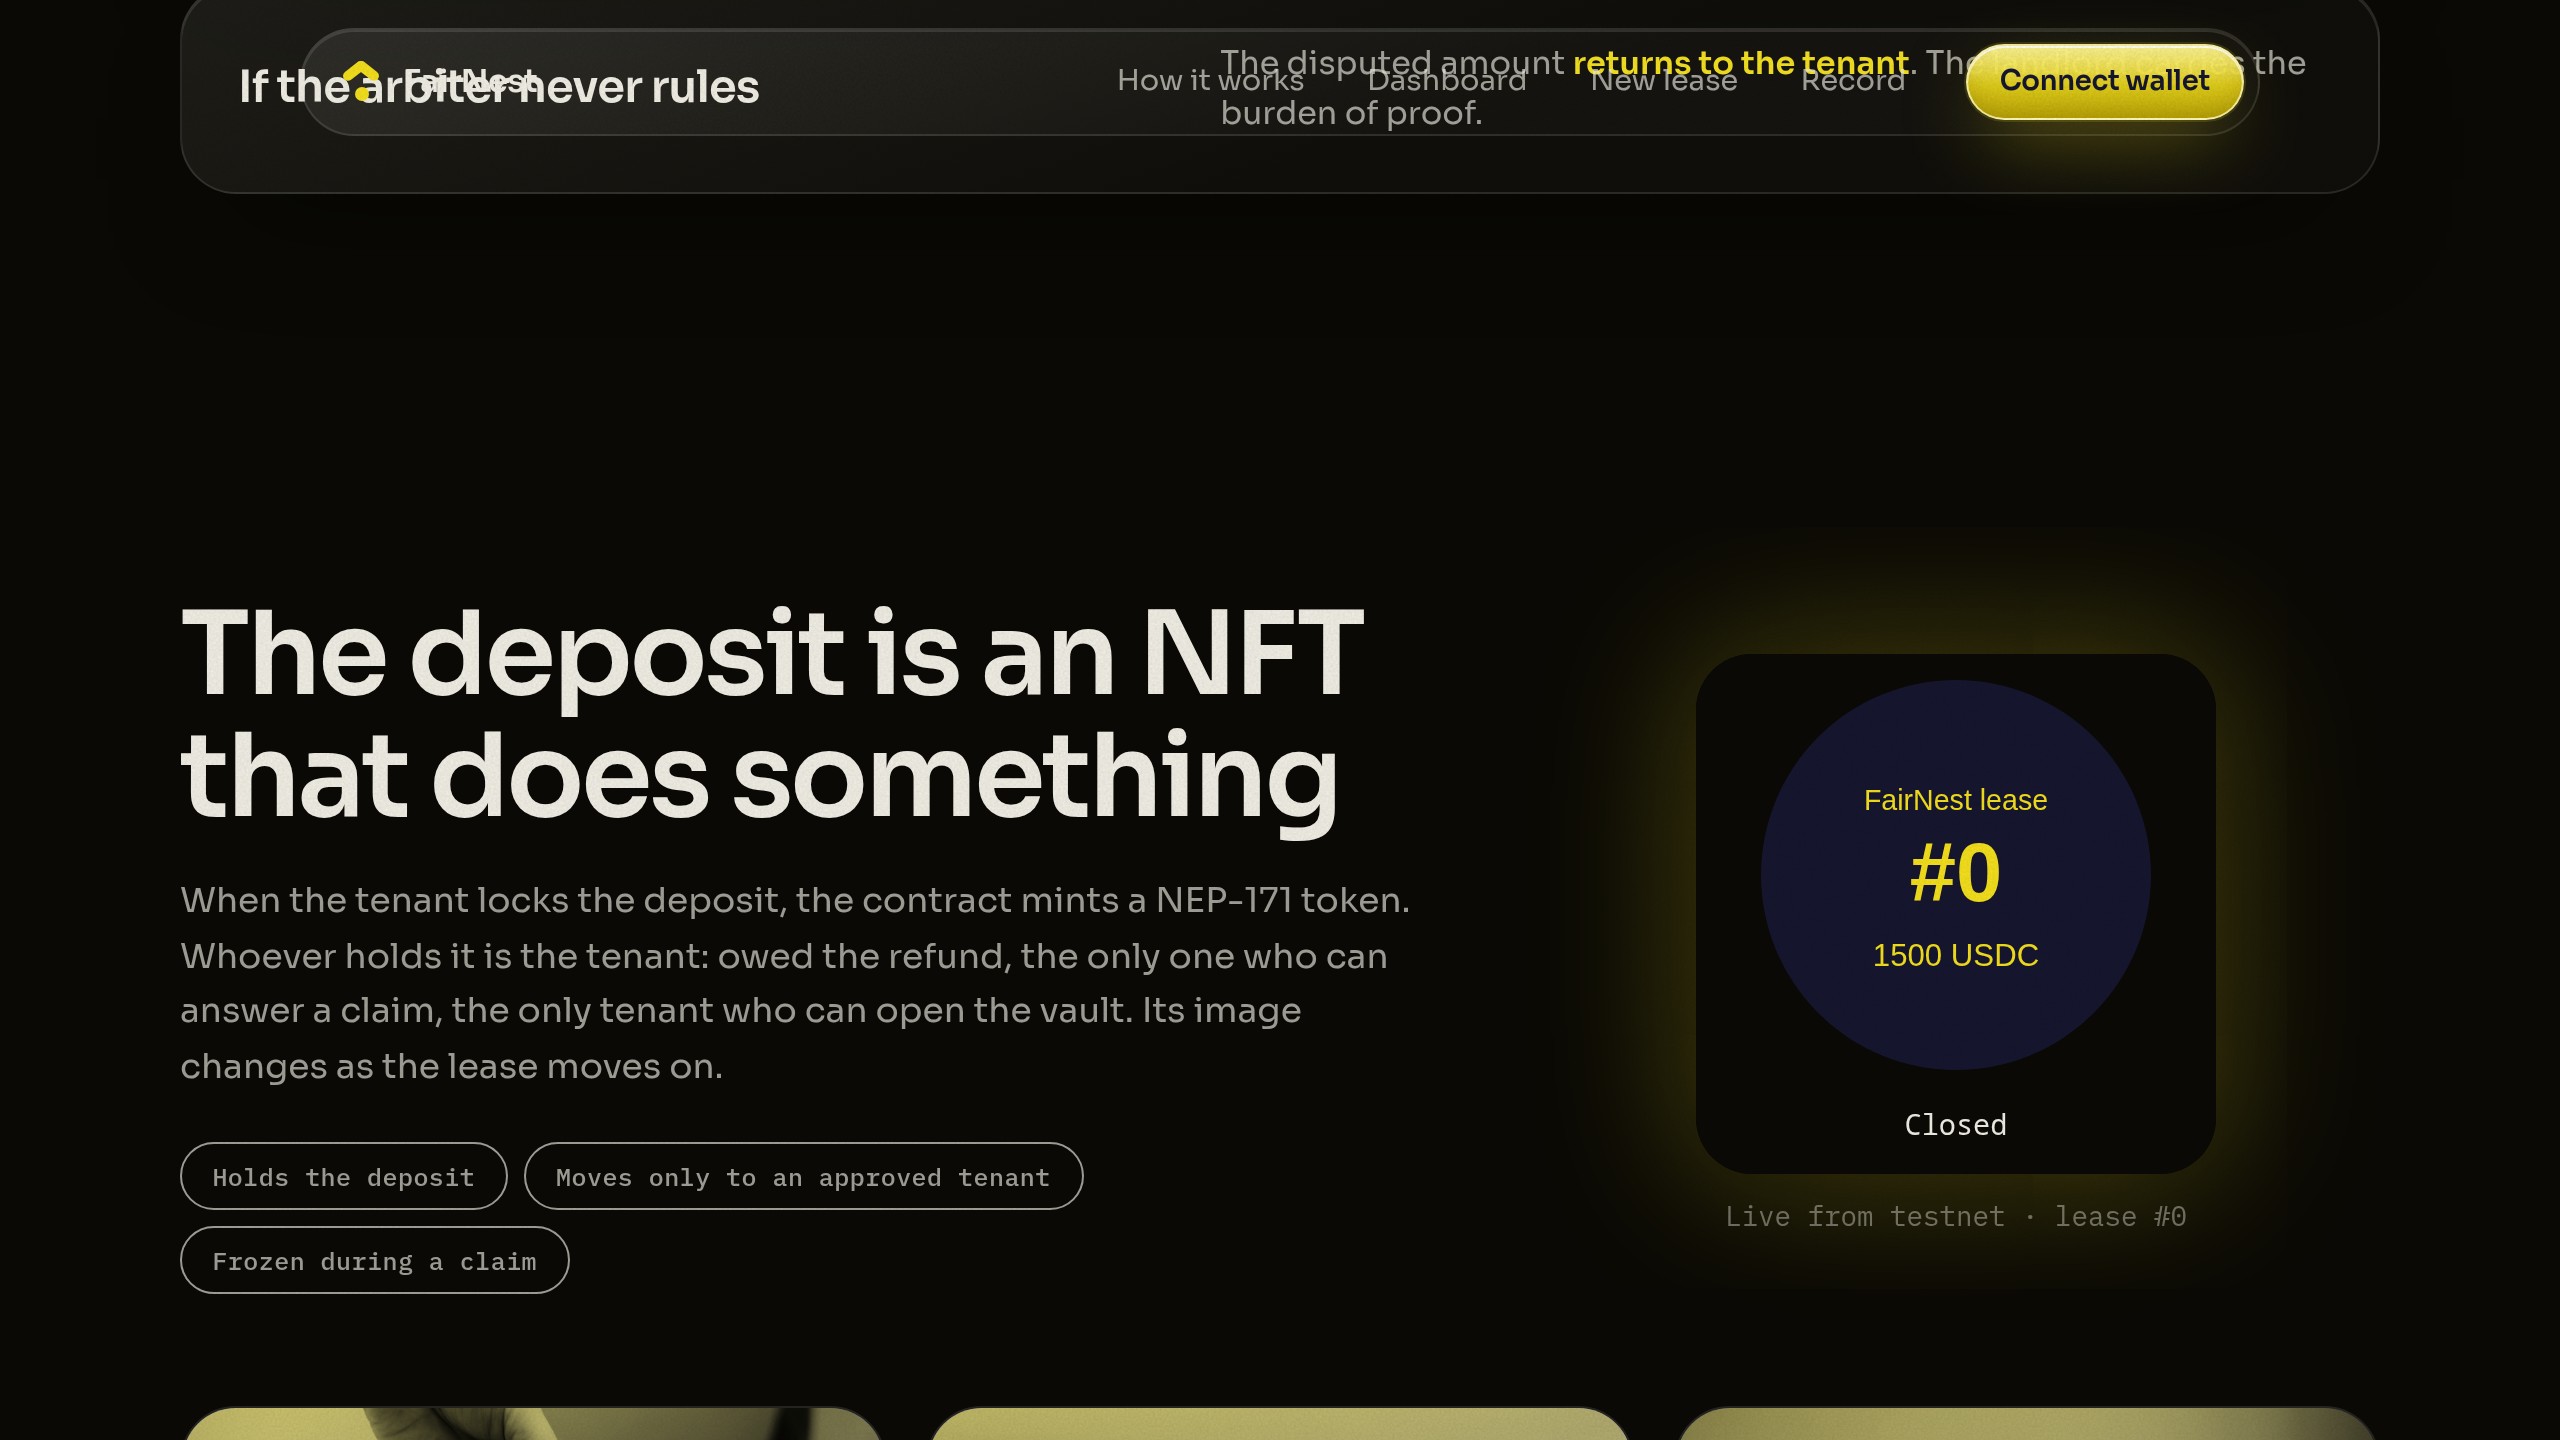 If the arbiter never rules
FairNest
How it works
Dashboard
New lease
Record
Connect wallet
The disputed amount returns to the tenant. The
the
burden of proof.
The deposit is an NFT
that does something
When the tenant locks the deposit, the contract mints a NEP-171 token.
Whoever holds it is the tenant: owed the refund, the only one who can
answer a claim, the only tenant who can open the vault. Its image
changes as the lease moves on.
Holds the deposit
Moves only to an approved tenant
Frozen during a claim
FairNest lease
#0
1500 USDC
Closed
Live from testnet · lease #0